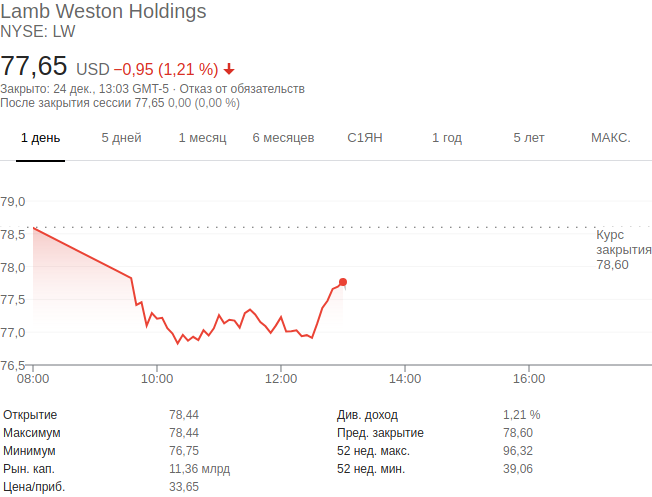 Lamb Weston Holdings
NYSE: LW
77,65 USD −0,95 (1,21 %)
Закрыто: 24 дек., 13:03 GMT-5 · Отказ от обязательств
После закрытия сессии 77,65 0,00 (0,00 %)
1 день 5 дней 1 месяц 6 месяцев С1ЯН 1 год 5 лет МАКС.
79,0
78,5
Курс
закрытия
78,60
78,0
77,5
77,0
76,5
08:00 10:00 12:00 14:00 16:00
Открытие 78,44 Див. доход 1,21 %
Максимум 78,44 Пред. закрытие 78,60
Минимум 76,75 52 нед. макс. 96,32
Рын. кап. 11,36 млрд 52 нед. мин. 39,06
Цена/приб. 33,65